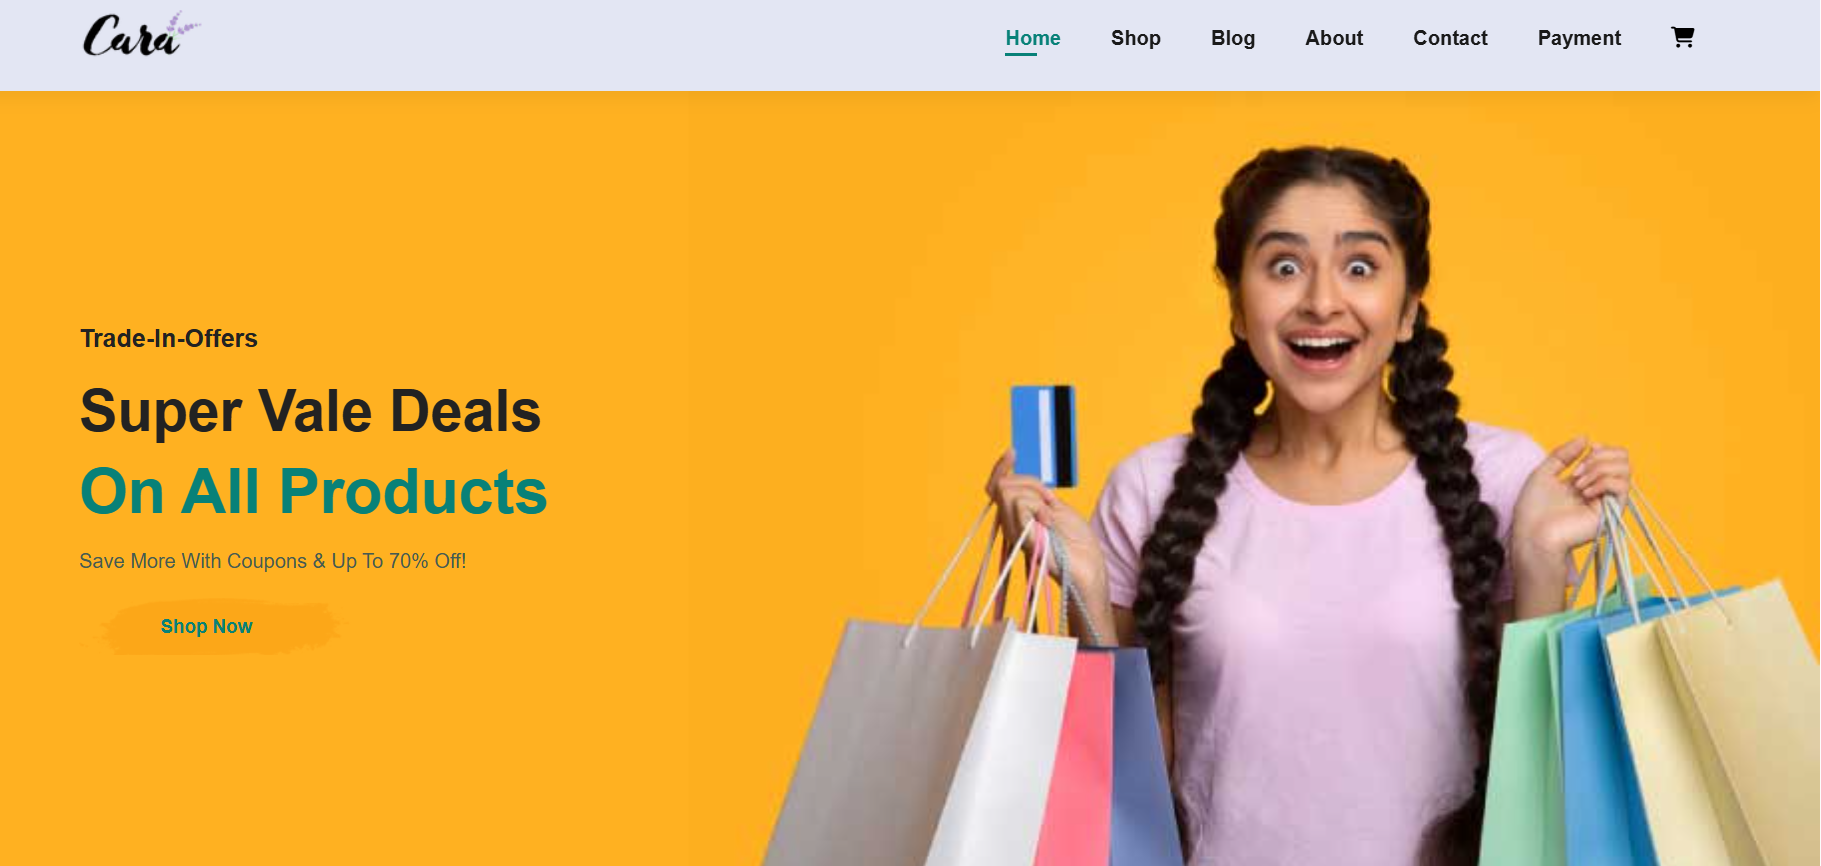 Cara
Home Shop Blog About Contact Payment
Trade-In-Offers
Super Vale Deals
On All Products
Save More With Coupons & Up To 70% Off!
Shop Now